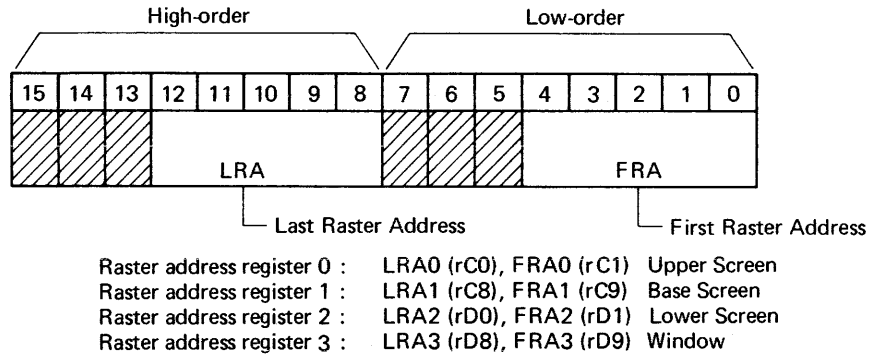 High-order Low-order
15 14 13 12 11 10 9 8 7 6 5 4 3 2 1 0
LRA FRA
Last Raster Address First Raster Address
Raster address register 0 : LRA0 (rC0), FRA0 (rC1) Upper Screen
Raster address register 1 : LRA1 (rC8), FRA1 (rC9) Base Screen
Raster address register 2 : LRA2 (rD0), FRA2 (rD1) Lower Screen
Raster address register 3 : LRA3 (rD8), FRA3 (rD9) Window